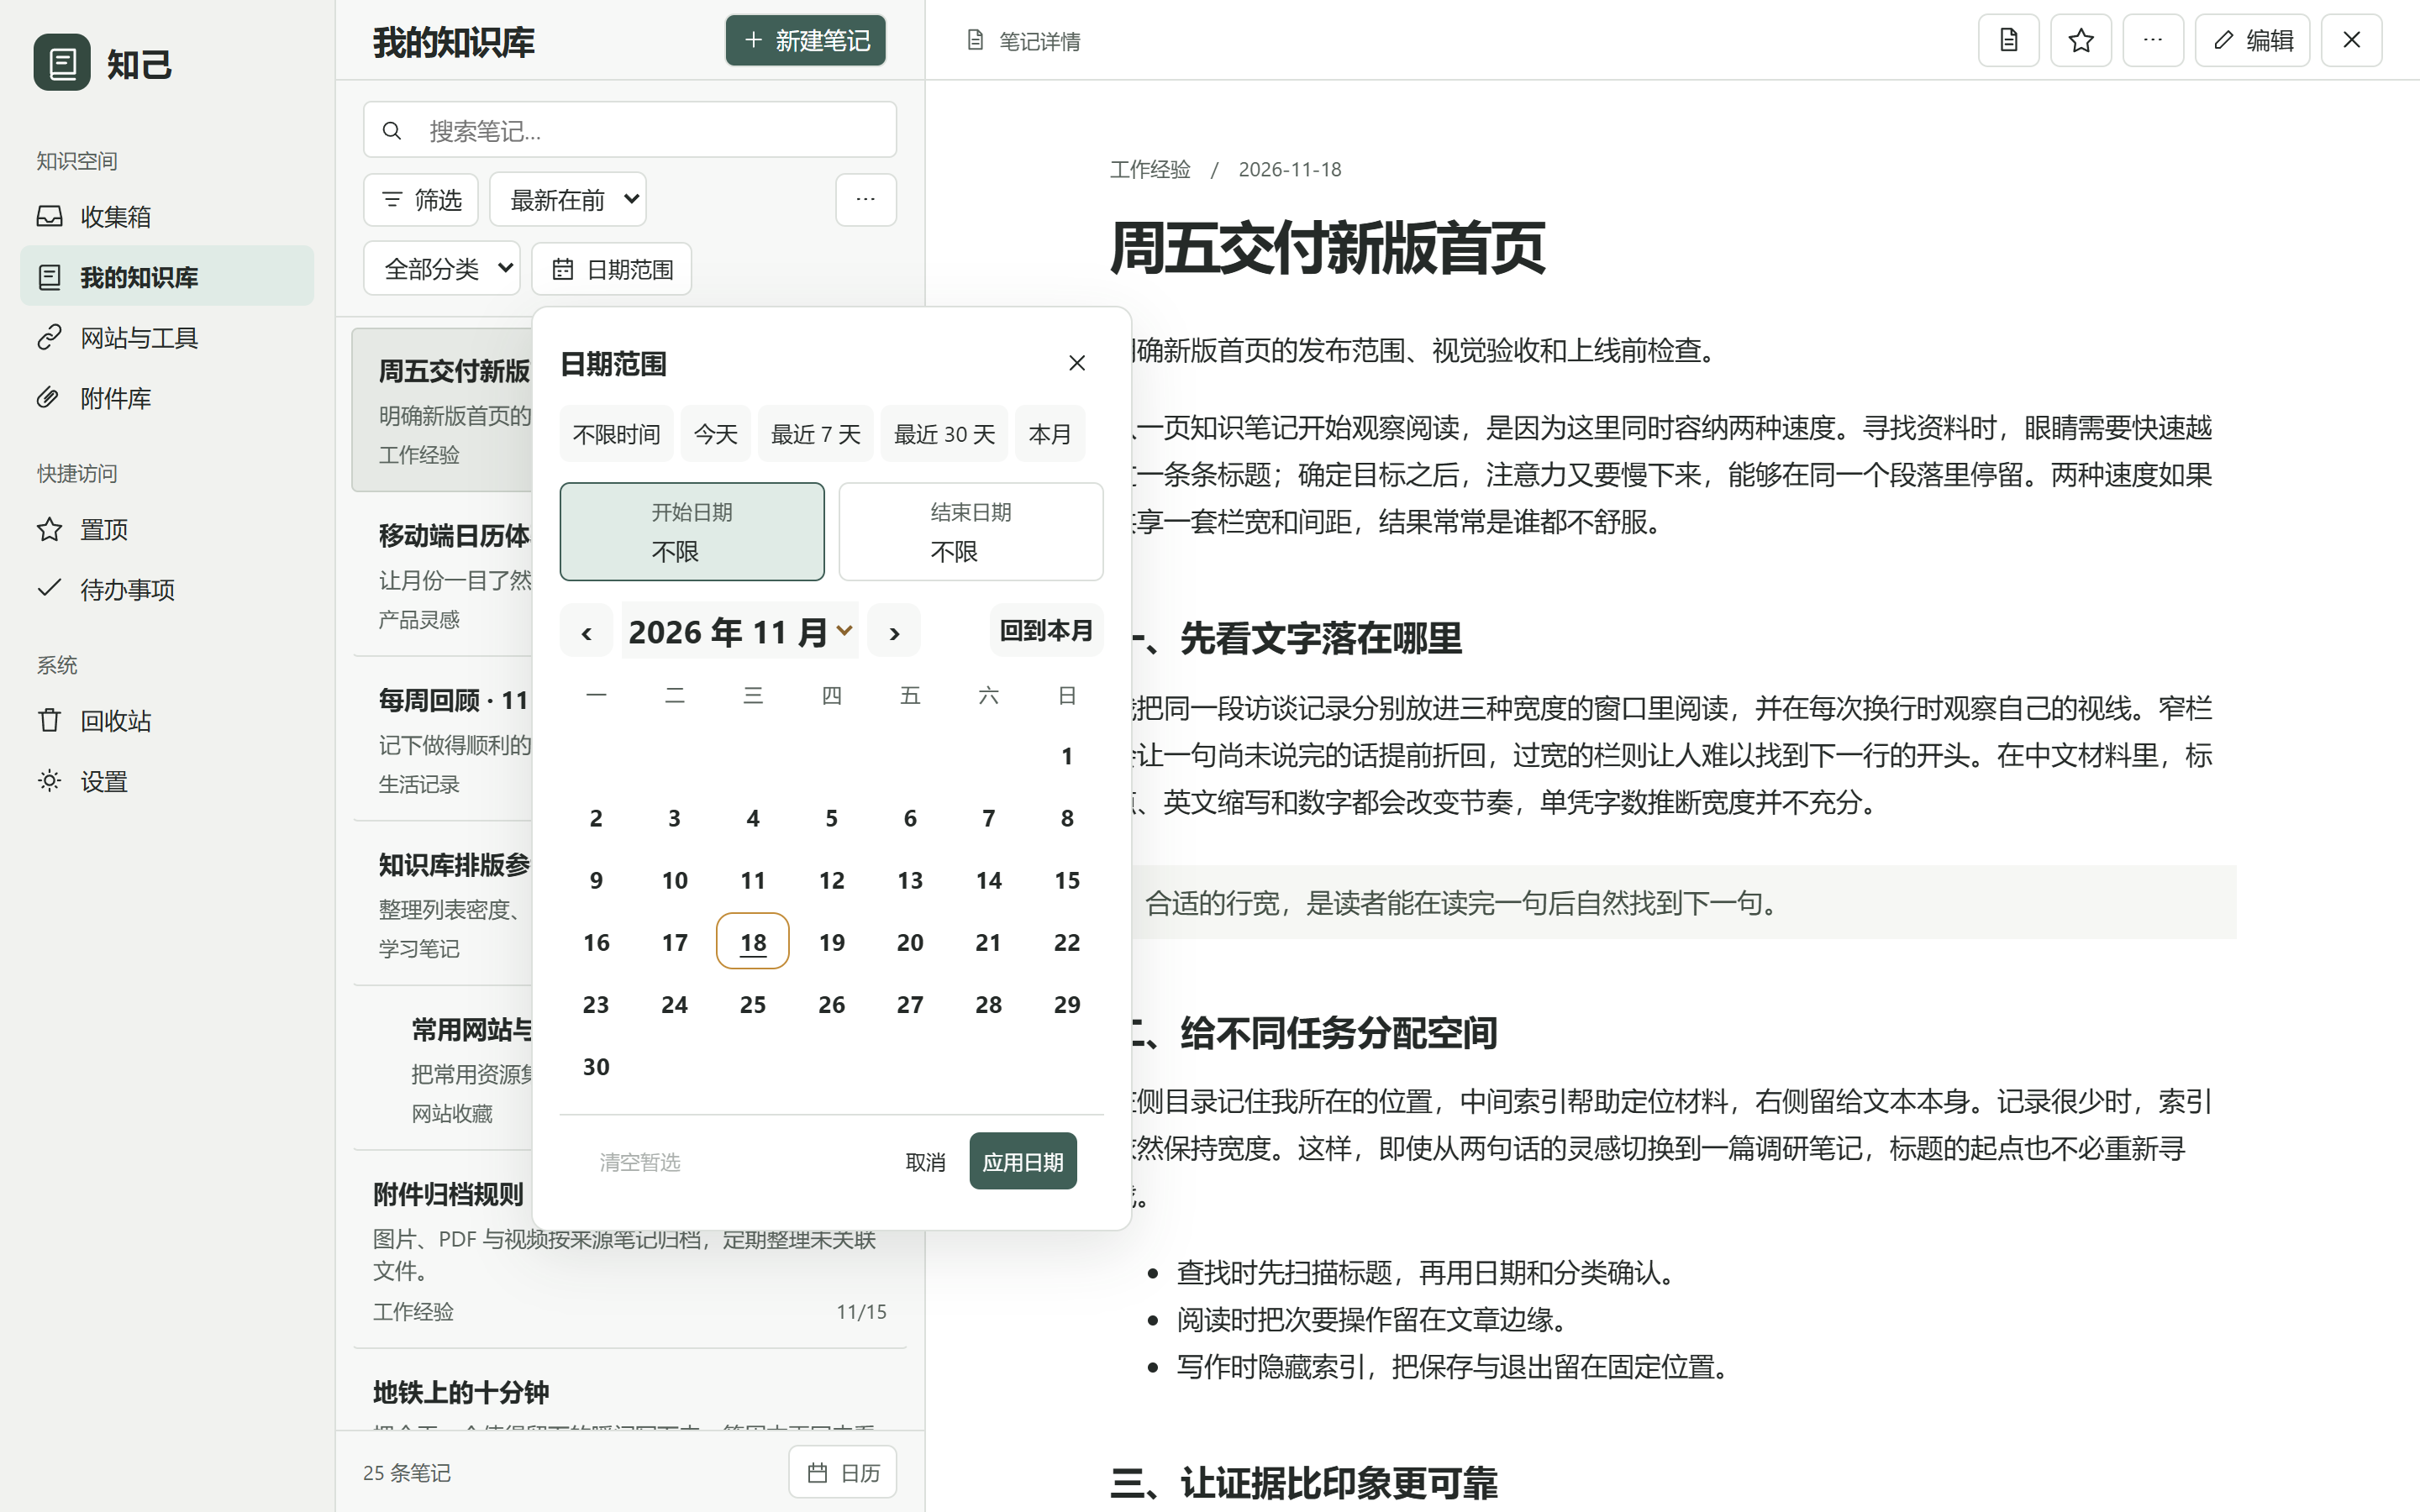 知己
知识空间
收集箱
我的知识库
网站与工具
附件库
快捷访问
置顶
待办事项
系统
回收站
设置
我的知识库
新建笔记
搜索笔记...
筛选
最新在前
全部分类
日期范围
周五交付新版
明确新版首页的
工作经验
移动端日历体
让月份一目了然
产品灵感
每周回顾 · 11
记下做得顺利的
生活记录
知识库排版参
整理列表密度、
学习笔记
常用网站与
把常用资源集
网站收藏
附件归档规则
图片、PDF 与视频按来源笔记归档，定期整理未关联
文件。
工作经验
11/15
地铁上的十分钟
25 条笔记
日历
日期范围
不限时间
今天
最近 7 天
最近 30 天
本月
开始日期
不限
结束日期
不限
2026 年 11 月
回到本月
一 二 三 四 五 六 日
1
2 3 4 5 6 7 8
9 10 11 12 13 14 15
16 17 18 19 20 21 22
23 24 25 26 27 28 29
30
清空暂选
取消
应用日期
笔记详情
编辑
工作经验 / 2026-11-18
周五交付新版首页
明确新版首页的发布范围、视觉验收和上线前检查。
一页知识笔记开始观察阅读，是因为这里同时容纳两种速度。寻找资料时，眼睛需要快速越
一条条标题；确定目标之后，注意力又要慢下来，能够在同一个段落里停留。两种速度如果
享一套栏宽和间距，结果常常是谁都不舒服。
一、先看文字落在哪里
把同一段访谈记录分别放进三种宽度的窗口里阅读，并在每次换行时观察自己的视线。窄栏
让一句尚未说完的话提前折回，过宽的栏则让人难以找到下一行的开头。在中文材料里，标
、英文缩写和数字都会改变节奏，单凭字数推断宽度并不充分。
合适的行宽，是读者能在读完一句后自然找到下一句。
二、给不同任务分配空间
侧目录记住我所在的位置，中间索引帮助定位材料，右侧留给文本本身。记录很少时，索引
然保持宽度。这样，即使从两句话的灵感切换到一篇调研笔记，标题的起点也不必重新寻
。
查找时先扫描标题，再用日期和分类确认。
阅读时把次要操作留在文章边缘。
写作时隐藏索引，把保存与退出留在固定位置。
三、让证据比印象更可靠